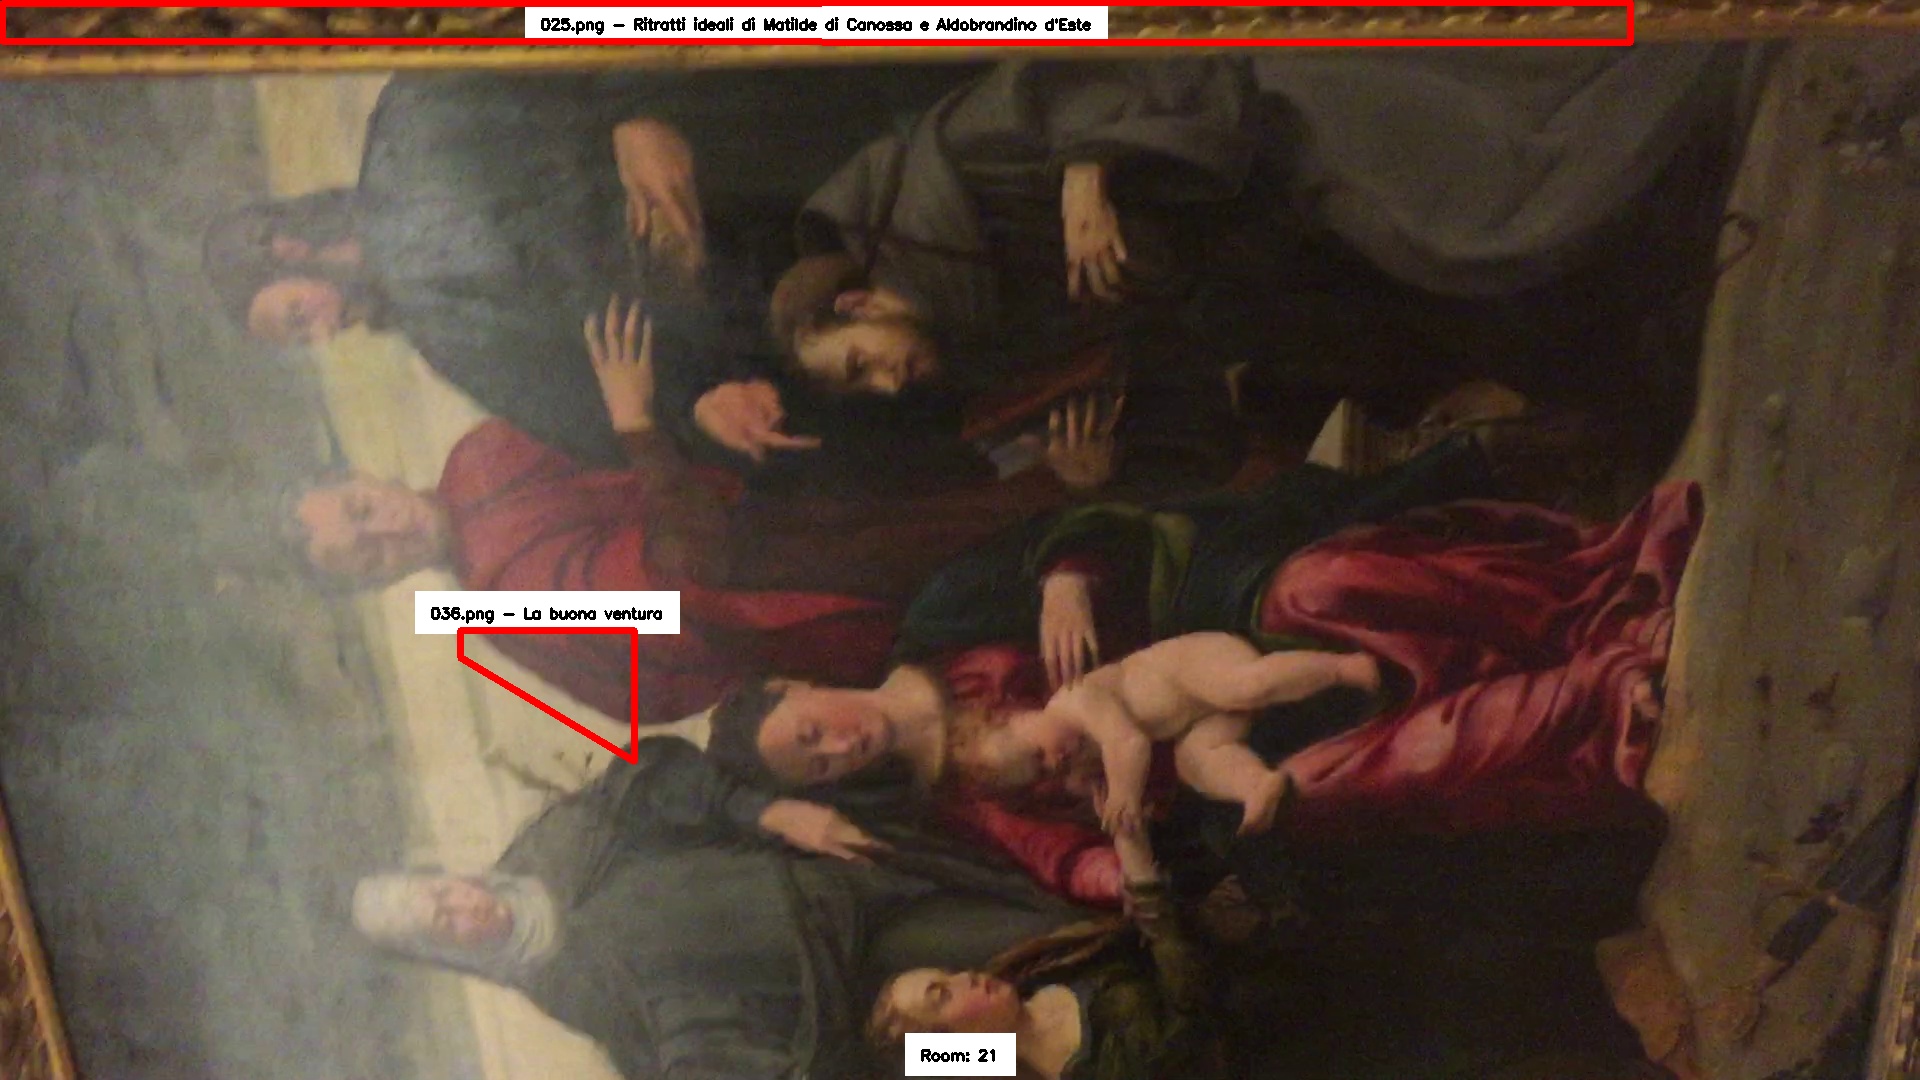 025.png - Ritratti ideali di Matilde di Canossa e Aldobrandino d'Este
036.png - La buona ventura
Room: 21